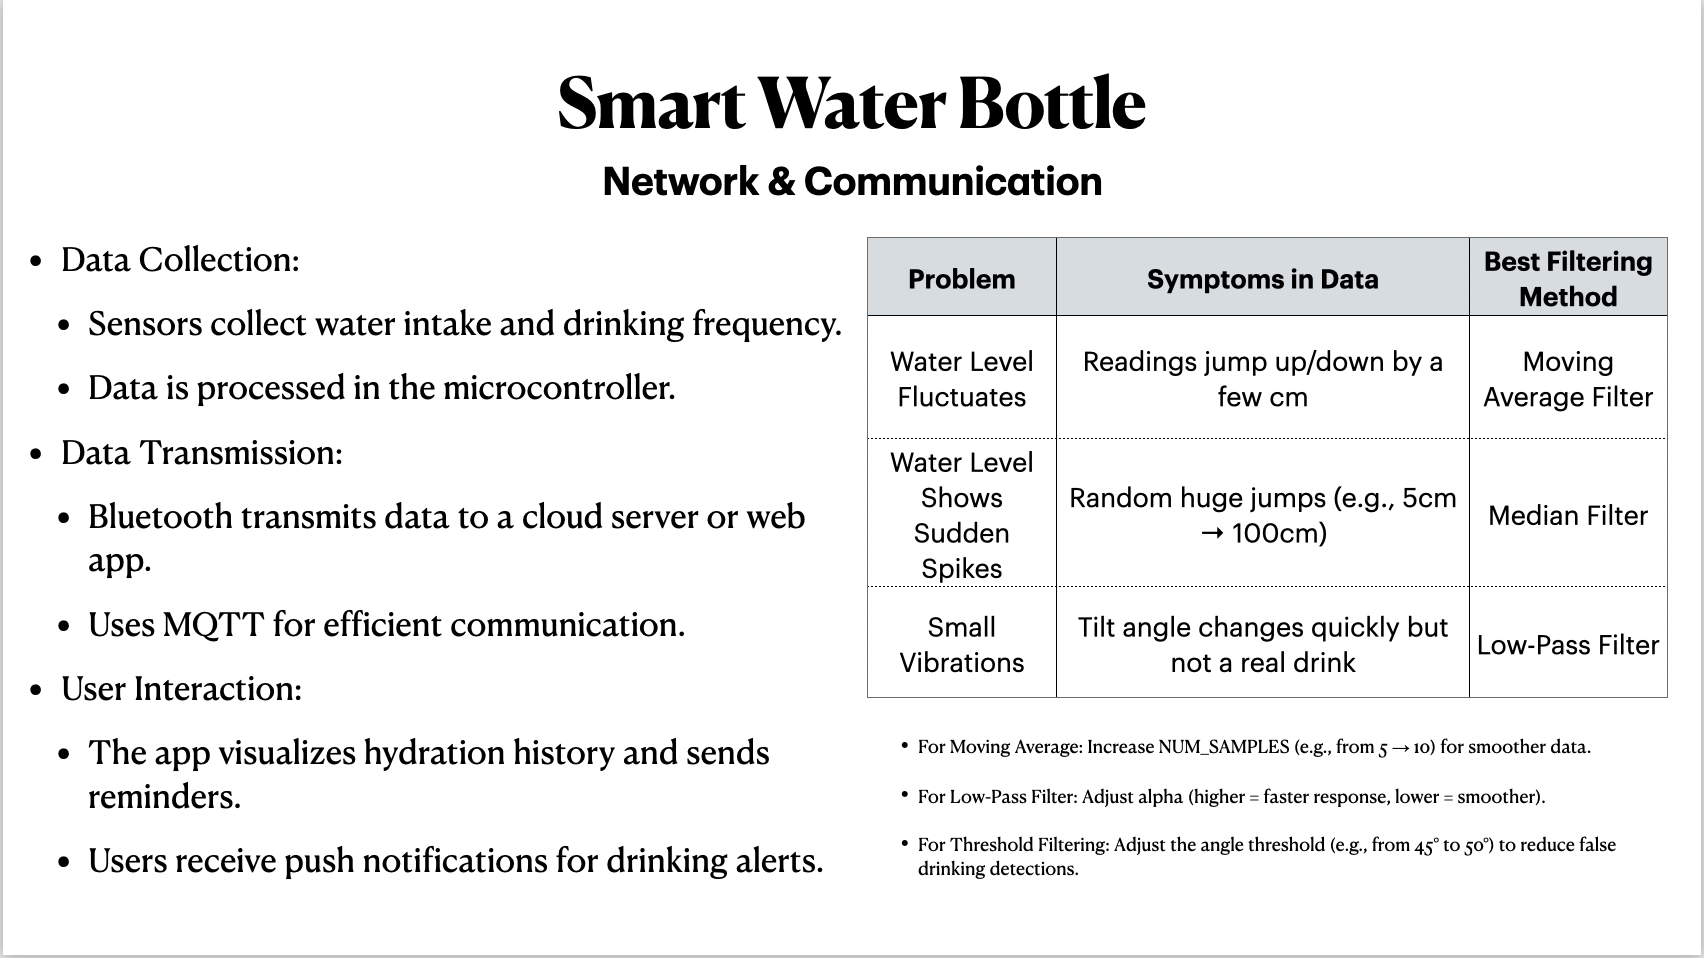 Smart Water Bottle
Network & Communication
• Data Collection:
• Sensors collect water intake and drinking frequency.
• Data is processed in the microcontroller.
• Data Transmission:
• Bluetooth transmits data to a cloud server or web
app.
• Uses MQTT for efficient communication.
• User Interaction:
• The app visualizes hydration history and sends
reminders.
• Users receive push notifications for drinking alerts.
Problem
Symptoms in Data
Best Filtering
Method
Water Level
Fluctuates
Readings jump up/down by a
few cm
Moving
Average Filter
Water Level
Shows
Sudden
Spikes
Random huge jumps (e.g., 5cm
→ 100cm)
Median Filter
Small
Vibrations
Tilt angle changes quickly but
not a real drink
Low-Pass Filter
• For Moving Average: Increase NUM_SAMPLES (e.g., from 5 → 10) for smoother data.
• For Low-Pass Filter: Adjust alpha (higher = faster response, lower = smoother).
• For Threshold Filtering: Adjust the angle threshold (e.g., from 45° to 50°) to reduce false
drinking detections.